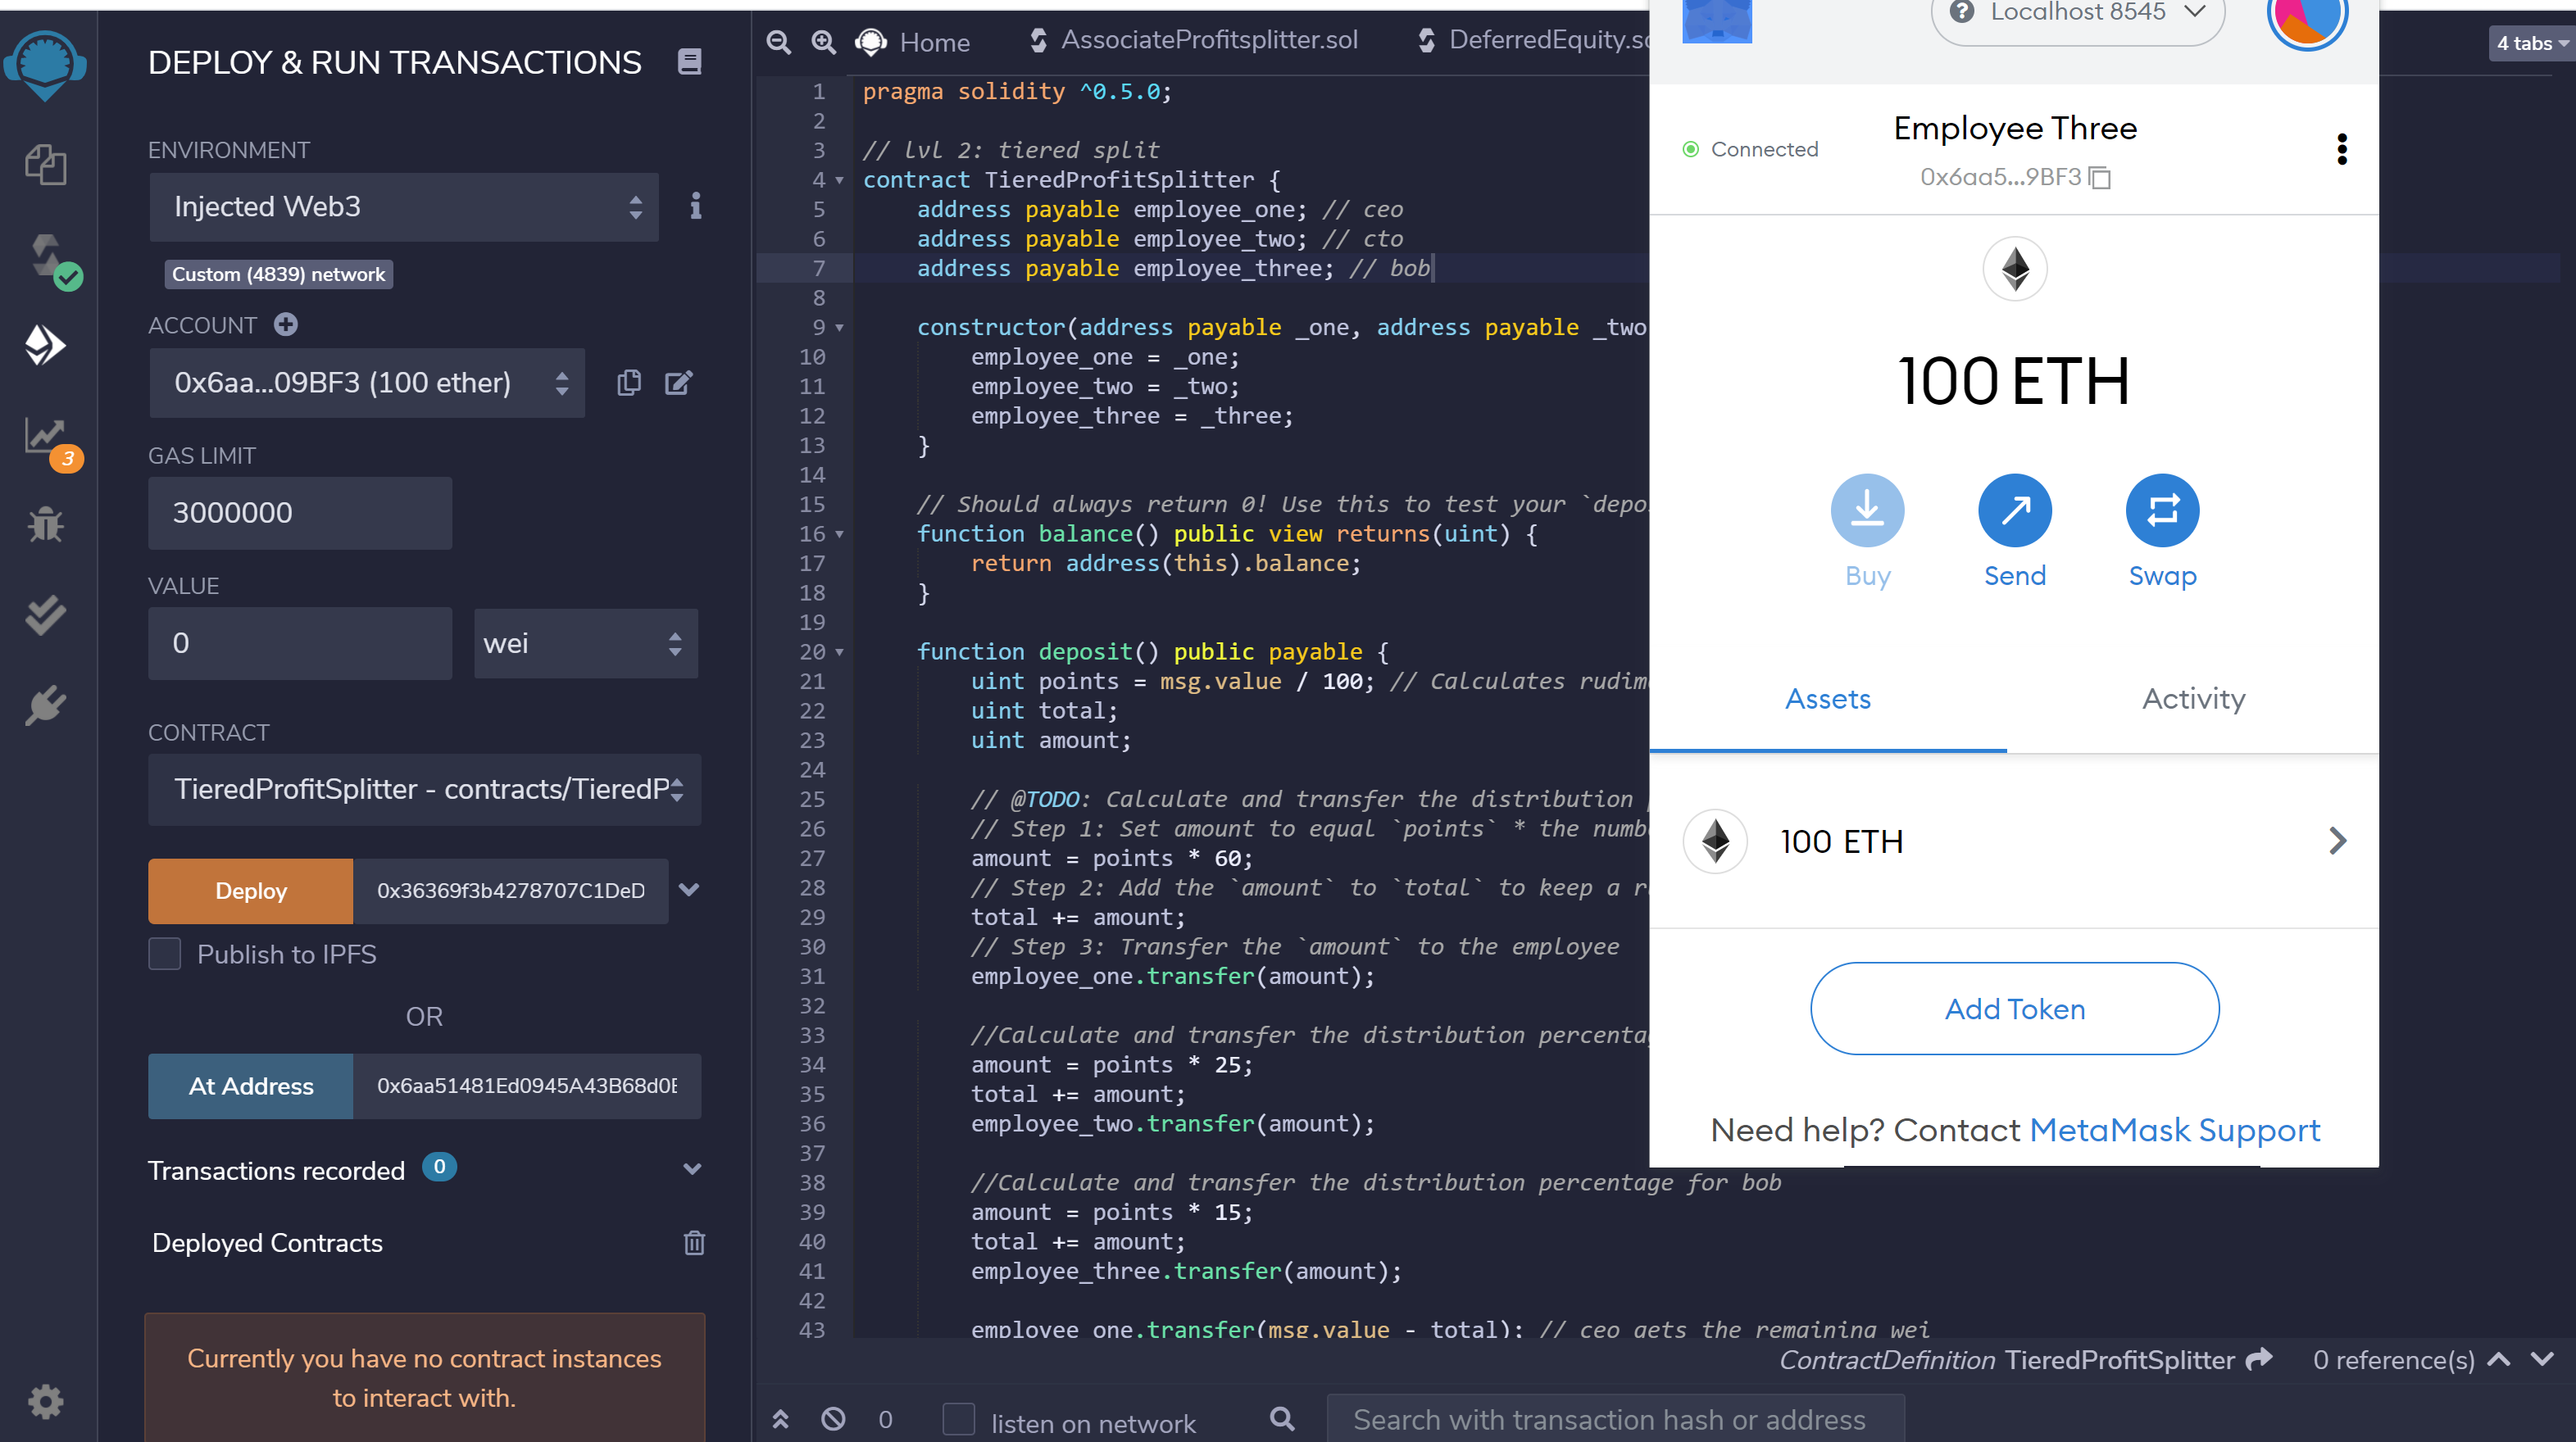 DEPLOY & RUN TRANSACTIONS
ENVIRONMENT
Injected Web3
Custom (4839) network
ACCOUNT
0x6aa...09BF3 (100 ether)
GAS LIMIT
3000000
VALUE
0
wei
CONTRACT
TieredProfitSplitter - contracts/TieredP
Deploy
0x36369f3b4278707C1DeD
Publish to IPFS
OR
At Address
0x6aa51481Ed0945A43B68d0E
Transactions recorded 0
Deployed Contracts
Currently you have no contract instances
to interact with.
3
Home
AssociateProfitsplitter.sol
DeferredEquity.so
4 tabs
1 pragma solidity ^0.5.0;
2
3 // lvl 2: tiered split
4 contract TieredProfitSplitter {
5 address payable employee_one; // ceo
6 address payable employee_two; // cto
7 address payable employee_three; // bob
8
9 constructor(address payable _one, address payable _two
10 employee_one = _one;
11 employee_two = _two;
12 employee_three = _three;
13 }
14
15 // Should always return 0! Use this to test your `depo
16 function balance() public view returns(uint) {
17 return address(this).balance;
18 }
19
20 function deposit() public payable {
21 uint points = msg.value / 100; // Calculates rudim
22 uint total;
23 uint amount;
24
25 // @TODO: Calculate and transfer the distribution
26 // Step 1: Set amount to equal `points` * the numb
27 amount = points * 60;
28 // Step 2: Add the `amount` to `total` to keep a r
29 total += amount;
30 // Step 3: Transfer the `amount` to the employee
31 employee_one.transfer(amount);
32
33 //Calculate and transfer the distribution percenta
34 amount = points * 25;
35 total += amount;
36 employee_two.transfer(amount);
37
38 //Calculate and transfer the distribution percentage for bob
39 amount = points * 15;
40 total += amount;
41 employee_three.transfer(amount);
42
43 employee_one.transfer(msg.value - total); // ceo gets the remaining wei
ContractDefinition TieredProfitSplitter 0 reference(s)
0
listen on network
Search with transaction hash or address
Localhost 8545
Connected
Employee Three
0x6aa5...9BF3
100 ETH
Buy
Send
Swap
Assets
Activity
100 ETH
Add Token
Need help? Contact MetaMask Support